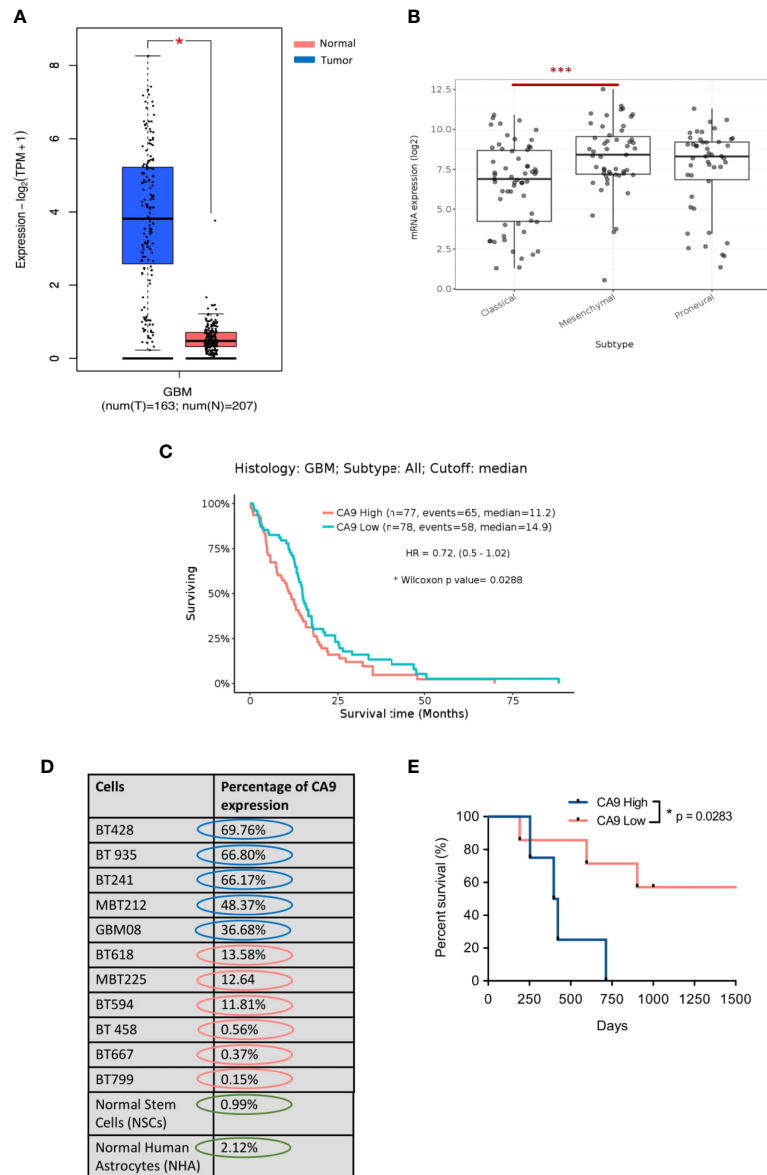 A
Expression − log2(TPM + 1)
8
6
4
2
0
*
Normal
Tumor
GBM
(num(T)=163; num(N)=207)
B
***
mRNA expression (log2)
12.5
10.0
7.5
5.0
2.5
0.0
Classical
Mesenchymal
Proneural
Subtype
C
Histology: GBM; Subtype: All; Cutoff: median
Surviving
100%
75%
50%
25%
0%
CA9 High (n=77, events=65, median=11.2)
CA9 Low (n=78, events=58, median=14.9)
HR = 0.72, (0.5 - 1.02)
* Wilcoxon p value= 0.0288
0 25 50 75
Survival time (Months)
D
Cells Percentage of CA9
expression
BT428 69.76%
BT 935 66.80%
BT241 66.17%
MBT212 48.37%
GBM08 36.68%
BT618 13.58%
MBT225 12.64
BT594 11.81%
BT 458 0.56%
BT667 0.37%
BT799 0.15%
Normal Stem 0.99%
Cells (NSCs)
Normal Human 2.12%
Astrocytes (NHA)
E
CA9 High
CA9 Low
* p = 0.0283
Percent survival (%)
100
80
60
40
20
0
0 250 500 750 1000 1250 1500
Days